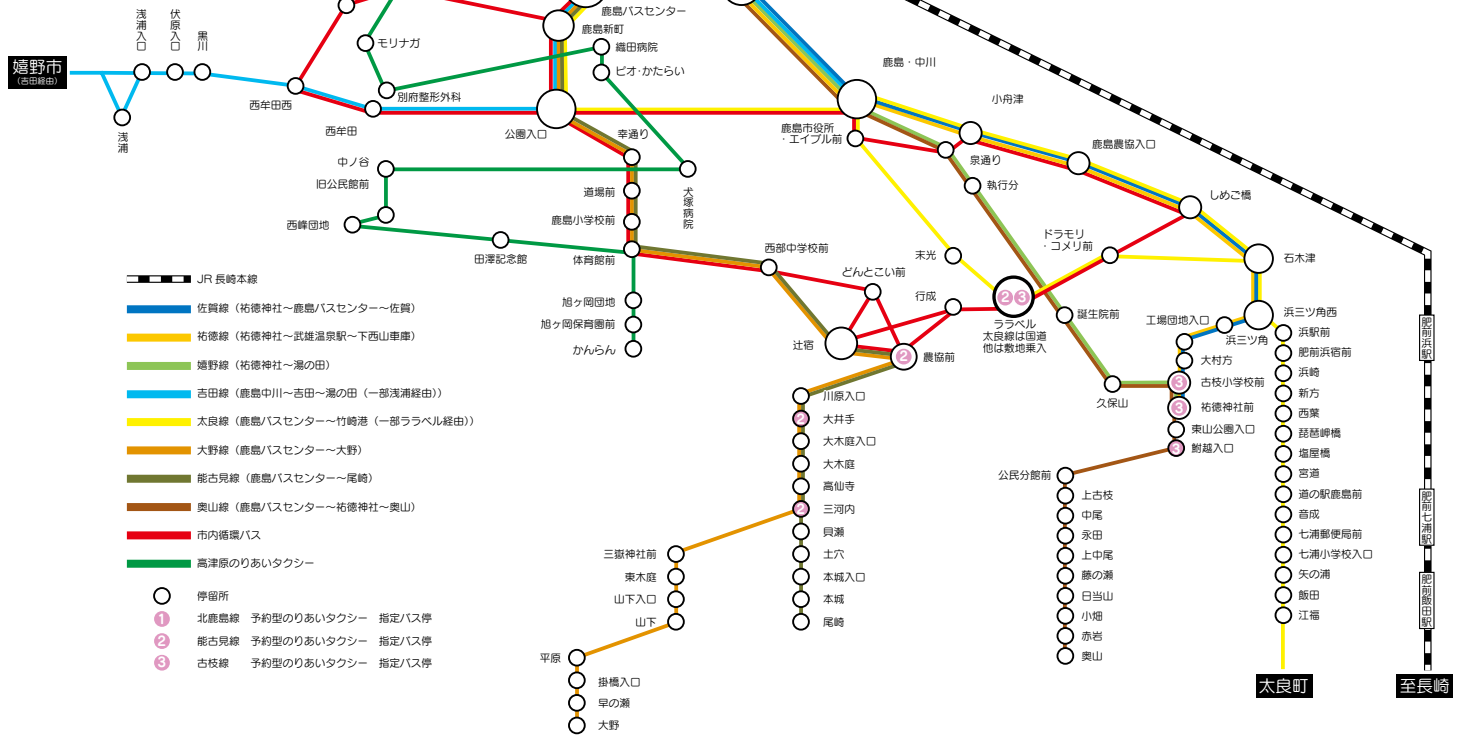 鹿島バスセンター
鹿島新町
浅浦入口
伏原入口
黒川
モリナガ
織田病院
ピオ・かたらい
嬉野市
(吉田経由)
浅浦
西牟田西
西牟田
別府整形外科
公園入口
幸通り
鹿島・中川
小舟津
鹿島市役所
・エイブル前
泉通り
鹿島農協入口
執行分
しめご橋
中ノ谷
旧公民館前
西峰団地
田澤記念館
犬塚病院
道場前
鹿島小学校前
体育館前
西部中学校前
どんとこい前
末光
行成
ドラモリ
・コメリ前
石木津
旭ヶ岡団地
旭ヶ岡保育園前
かんらん
辻宿
2
農協前
2 3
ララベル
太良線は国道
他は敷地乗入
誕生院前
工場団地入口
浜三ツ角西
浜三ツ角
大村方
久保山
3
古枝小学校前
3
祐徳神社前
東山公園入口
3
鮒越入口
浜駅前
肥前浜宿前
浜崎
新方
西葉
琵琶岬橋
塩屋橋
宮道
道の駅鹿島前
音成
七浦郵便局前
七浦小学校入口
矢の浦
飯田
江福
太良町
肥前浜駅
肥前七浦駅
肥前飯田駅
至長崎
公民分館前
上古枝
中尾
永田
上中尾
藤の瀬
日当山
小畑
赤岩
奥山
川原入口
2
大井手
大木庭入口
大木庭
高仙寺
2
三河内
貝瀬
土穴
本城入口
本城
尾崎
三嶽神社前
東木庭
山下入口
山下
平原
掛橋入口
早の瀬
大野
JR 長崎本線
佐賀線（祐徳神社～鹿島バスセンター～佐賀）
祐徳線（祐徳神社～武雄温泉駅～下西山車庫）
嬉野線（祐徳神社～湯の田）
吉田線（鹿島中川～吉田～湯の田（一部浅浦経由））
太良線（鹿島バスセンター～竹崎港（一部ララベル経由））
大野線（鹿島バスセンター～大野）
能古見線（鹿島バスセンター～尾崎）
奥山線（鹿島バスセンター～祐徳神社～奥山）
市内循環バス
高津原のりあいタクシー
停留所
1 北鹿島線　予約型のりあいタクシー　指定バス停
2 能古見線　予約型のりあいタクシー　指定バス停
3 古枝線　予約型のりあいタクシー　指定バス停